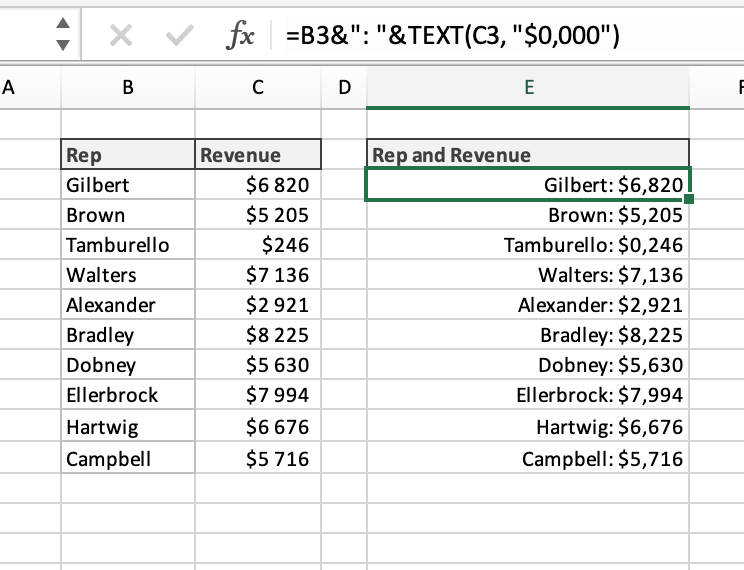 fx =B3&": "&TEXT(C3, "$0,000")
A B C D E F
Rep Revenue Rep and Revenue
Gilbert $6 820 Gilbert: $6,820
Brown $5 205 Brown: $5,205
Tamburello $246 Tamburello: $0,246
Walters $7 136 Walters: $7,136
Alexander $2 921 Alexander: $2,921
Bradley $8 225 Bradley: $8,225
Dobney $5 630 Dobney: $5,630
Ellerbrock $7 994 Ellerbrock: $7,994
Hartwig $6 676 Hartwig: $6,676
Campbell $5 716 Campbell: $5,716